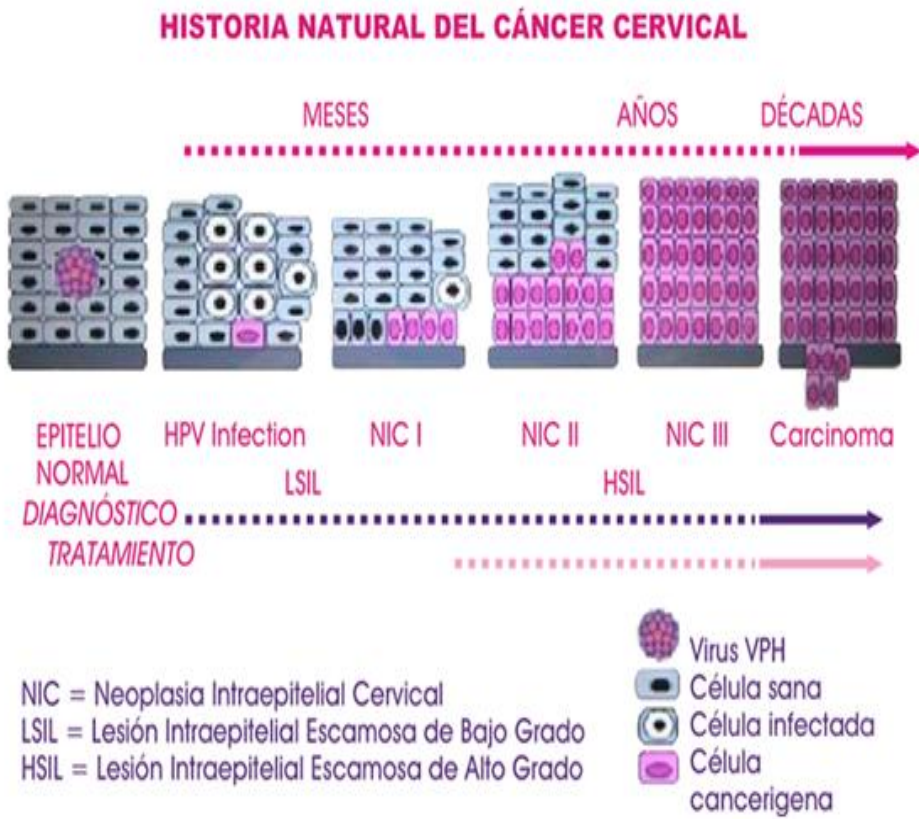 HISTORIA NATURAL DEL CÁNCER CERVICAL
MESES AÑOS DÉCADAS
EPITELIO NORMAL
HPV Infection
NIC I
NIC II
NIC III
Carcinoma
LSIL
HSIL
DIAGNÓSTICO
TRATAMIENTO
NIC = Neoplasia Intraepitelial Cervical
LSIL = Lesión Intraepitelial Escamosa de Bajo Grado
HSIL = Lesión Intraepitelial Escamosa de Alto Grado
Virus VPH
Célula sana
Célula infectada
Célula
cancerigena